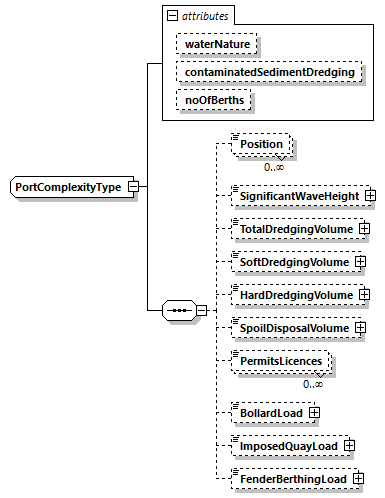 attributes
waterNature
contaminatedSedimentDredging
noOfBerths
PortComplexityType
Position
0..∞
SignificantWaveHeight
TotalDredgingVolume
SoftDredgingVolume
HardDredgingVolume
SpoilDisposalVolume
PermitsLicences
0..∞
BollardLoad
ImposedQuayLoad
FenderBerthingLoad